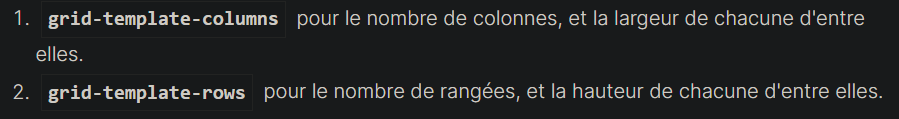 1. grid-template-columns pour le nombre de colonnes, et la largeur de chacune d'entre
elles.
2. grid-template-rows pour le nombre de rangées, et la hauteur de chacune d'entre elles.